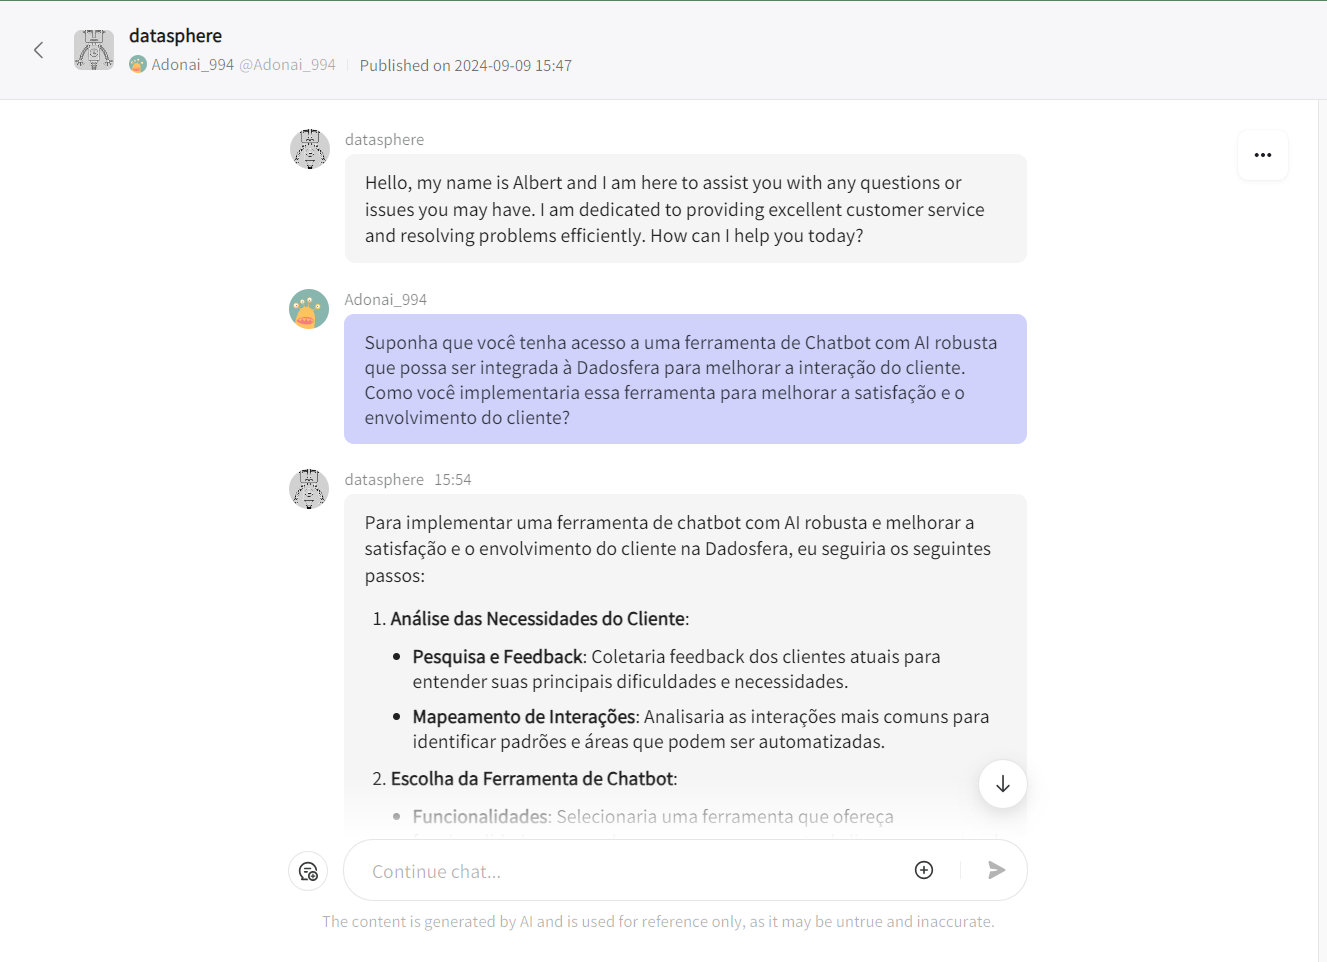 datasphere
Adonai_994 @Adonai_994 Published on 2024-09-09 15:47
datasphere
Hello, my name is Albert and I am here to assist you with any questions or
issues you may have. I am dedicated to providing excellent customer service
and resolving problems efficiently. How can I help you today?
Adonai_994
Suponha que você tenha acesso a uma ferramenta de Chatbot com AI robusta
que possa ser integrada à Dadosfera para melhorar a interação do cliente.
Como você implementaria essa ferramenta para melhorar a satisfação e o
envolvimento do cliente?
datasphere 15:54
Para implementar uma ferramenta de chatbot com AI robusta e melhorar a
satisfação e o envolvimento do cliente na Dadosfera, eu seguiria os seguintes
passos:
1. Análise das Necessidades do Cliente:
• Pesquisa e Feedback: Coletaria feedback dos clientes atuais para
entender suas principais dificuldades e necessidades.
• Mapeamento de Interações: Analisaria as interações mais comuns para
identificar padrões e áreas que podem ser automatizadas.
2. Escolha da Ferramenta de Chatbot:
• Funcionalidades: Selecionaria uma ferramenta que ofereça
Continue chat...
The content is generated by AI and is used for reference only, as it may be untrue and inaccurate.